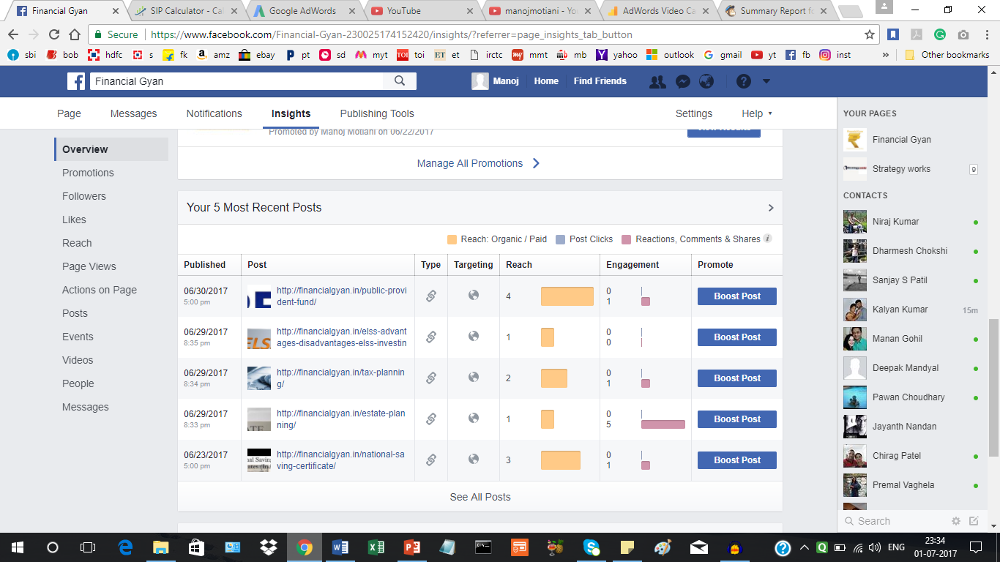 Financial Gyan
SIP Calculator - Cal
Google AdWords
YouTube
manojmotiani - Yo
AdWords Video Ca
Summary Report fo
Secure
https://www.facebook.com/Financial-Gyan-230025174152420/insights/?referrer=page_insights_tab_button
sbi bob hdfc s fk amz ebay pt sd myt toi et irctc mmt mb yahoo outlook gmail yt fb inst » Other bookmarks
Financial Gyan
Manoj Home Find Friends
Page Messages Notifications Insights Publishing Tools Settings Help
Overview
Promotions
Followers
Likes
Reach
Page Views
Actions on Page
Posts
Events
Videos
People
Messages
Promoted by Manoj Motiani on 06/22/2017
Manage All Promotions
Your 5 Most Recent Posts
Reach: Organic / Paid Post Clicks Reactions, Comments & Shares i
Published Post Type Targeting Reach Engagement Promote
06/30/2017
5:00 pm
http://financialgyan.in/public-provi
dent-fund/
4
0
1
Boost Post
06/29/2017
8:35 pm
http://financialgyan.in/elss-advant
ages-disadvantages-elss-investin
1
0
0
Boost Post
06/29/2017
8:34 pm
http://financialgyan.in/tax-plannin
g/
2
0
1
Boost Post
06/29/2017
8:33 pm
http://financialgyan.in/estate-plan
ning/
1
0
5
Boost Post
06/23/2017
5:00 pm
http://financialgyan.in/national-sa
ving-certificate/
3
0
1
Boost Post
See All Posts
YOUR PAGES
Financial Gyan
Strategy works 9
CONTACTS
Niraj Kumar
Dharmesh Chokshi
Sanjay S Patil
Kalyan Kumar 15m
Manan Gohil
Deepak Mandyal
Pawan Choudhary
Jayanth Nandan
Chirag Patel
Premal Vaghela
Search
ENG
23:34
01-07-2017